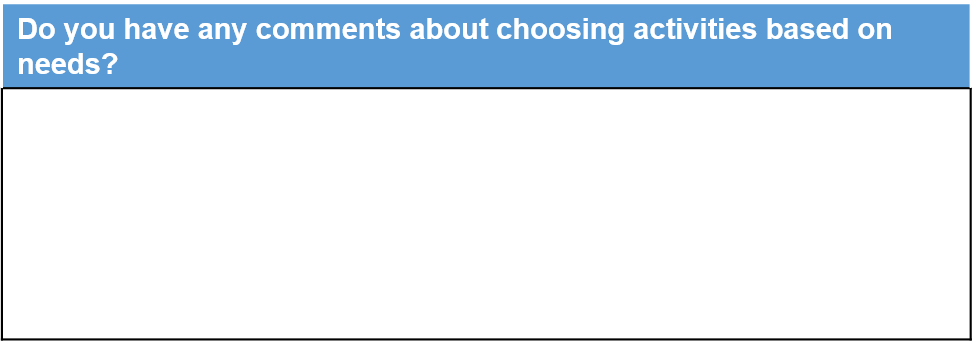 Do you have any comments about choosing activities based on
needs?